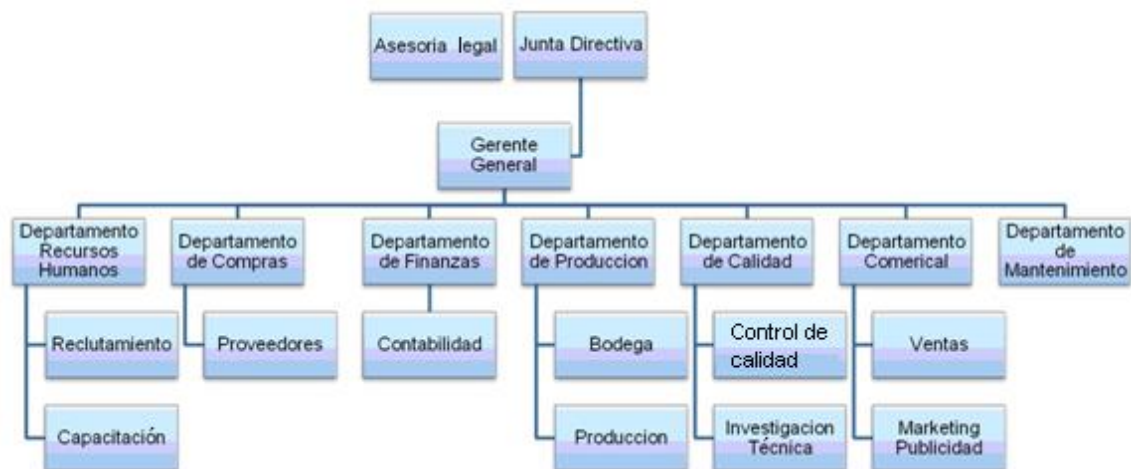 Asesoria legal
Junta Directiva
Gerente
General
Departamento
Recursos
Humanos
Departamento
de Compras
Departamento
de Finanzas
Departamento
de Produccion
Departamento
de Calidad
Departamento
Comerical
Departamento
de
Mantenimiento
Reclutamiento
Proveedores
Contabilidad
Bodega
Control de
calidad
Ventas
Capacitación
Produccion
Investigacion
Técnica
Marketing
Publicidad